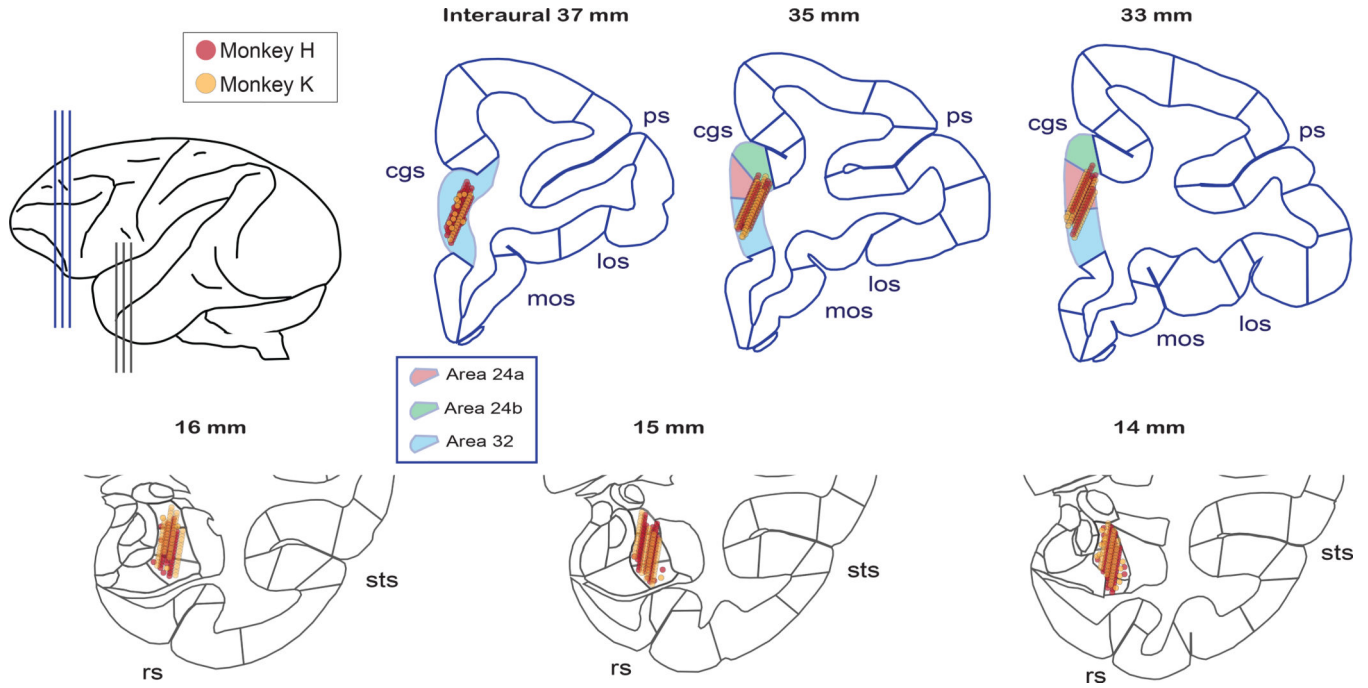 Interaural 37 mm
35 mm
33 mm
Monkey H
Monkey K
cgs
ps
los
mos
cgs
ps
los
mos
cgs
ps
los
mos
Area 24a
Area 24b
Area 32
16 mm
15 mm
14 mm
sts
rs
sts
rs
sts
rs